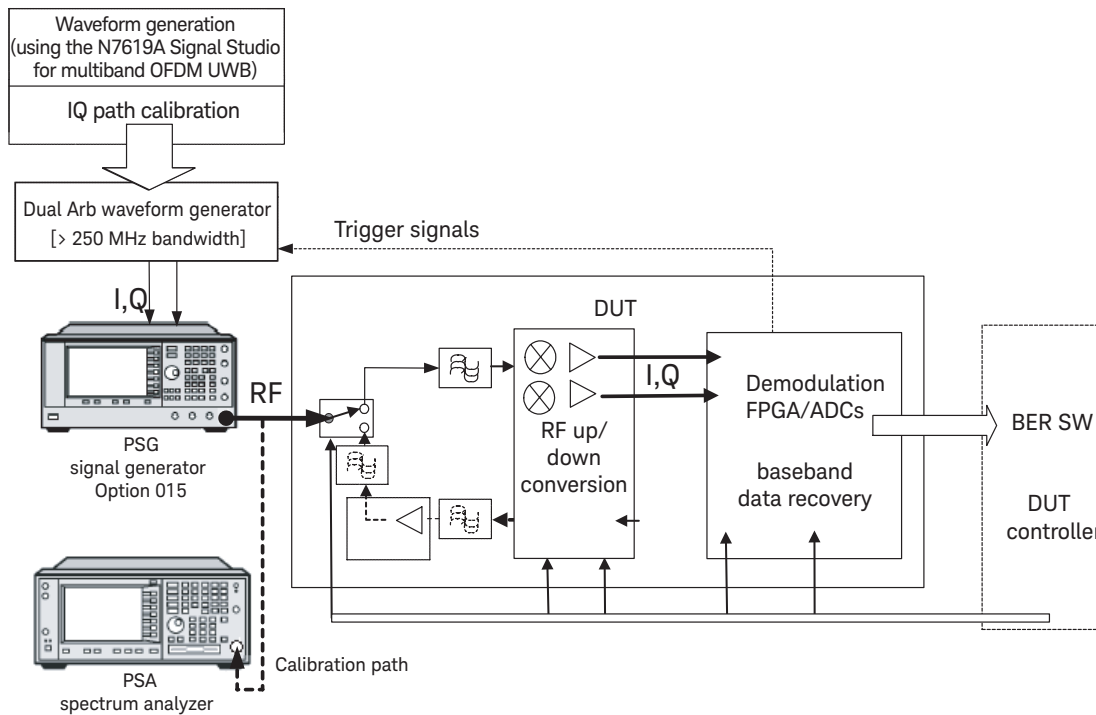 Waveform generation
(using the N7619A Signal Studio
for multiband OFDM UWB)
IQ path calibration
Dual Arb waveform generator
[> 250 MHz bandwidth]
Trigger signals
I,Q
DUT
RF
I,Q
Demodulation
FPGA/ADCs
BER SW
PSG
signal generator
Option 015
RF up/
down
conversion
baseband
data recovery
DUT
controller
Calibration path
PSA
spectrum analyzer